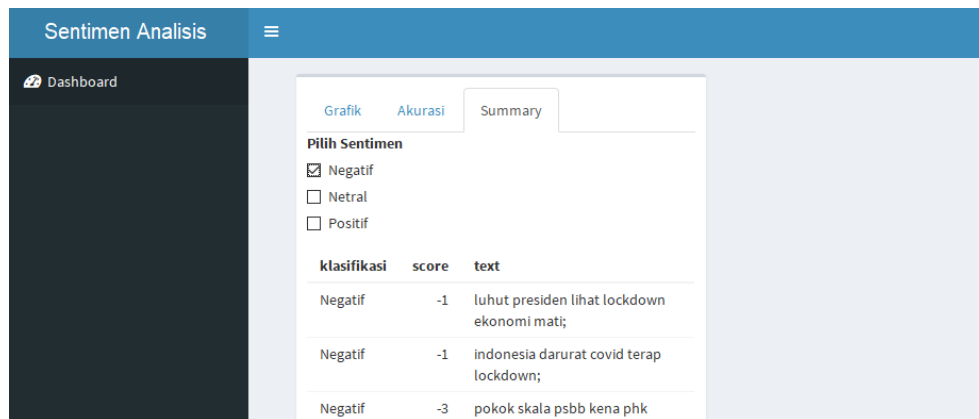 Sentimen Analisis
Dashboard
Grafik Akurasi Summary
Pilih Sentimen
Negatif
Netral
Positif
klasifikasi score text
Negatif -1 luhut presiden lihat lockdown
ekonomi mati;
Negatif -1 indonesia darurat covid terap
lockdown;
Negatif -3 pokok skala psbb kena phk